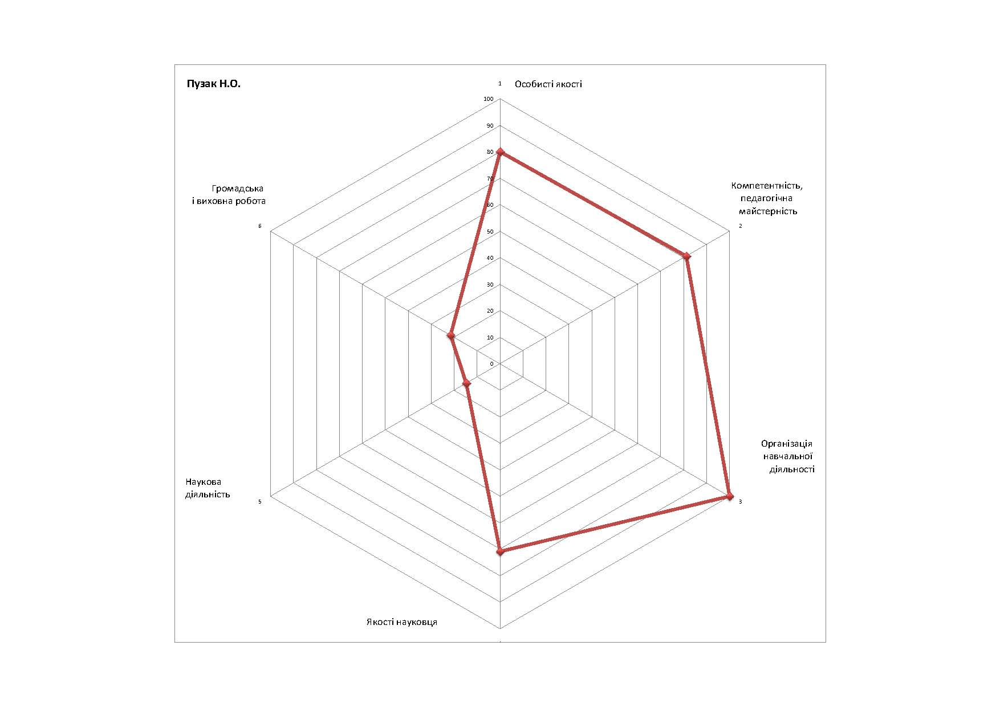 Пузак Н.О.
1
Особисті якості
100
90
80
70
60
50
40
30
20
10
0
Компетентність,
педагогічна
майстерність
2
Організація
навчальної
діяльності
3
Якості науковця
Наукова
діяльність
5
Громадська
і виховна робота
6